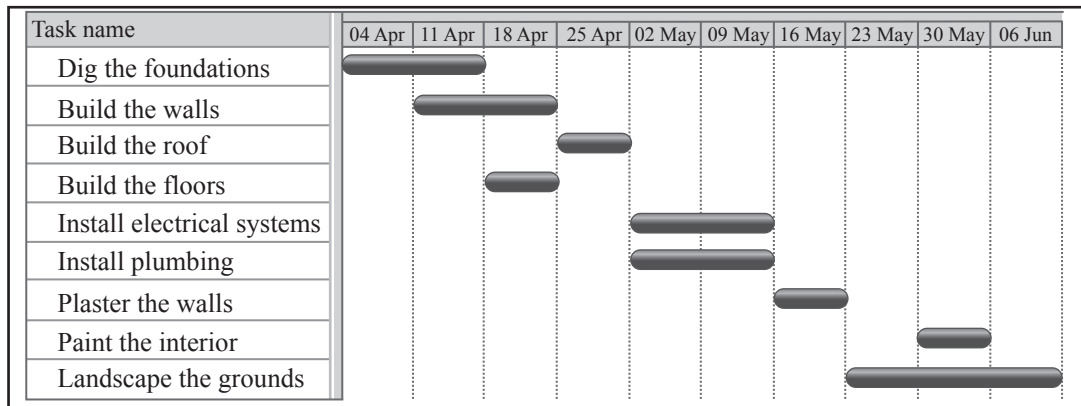 Task name 04 Apr 11 Apr 18 Apr 25 Apr 02 May 09 May 16 May 23 May 30 May 06 Jun
Dig the foundations
Build the walls
Build the roof
Build the floors
Install electrical systems
Install plumbing
Plaster the walls
Paint the interior
Landscape the grounds